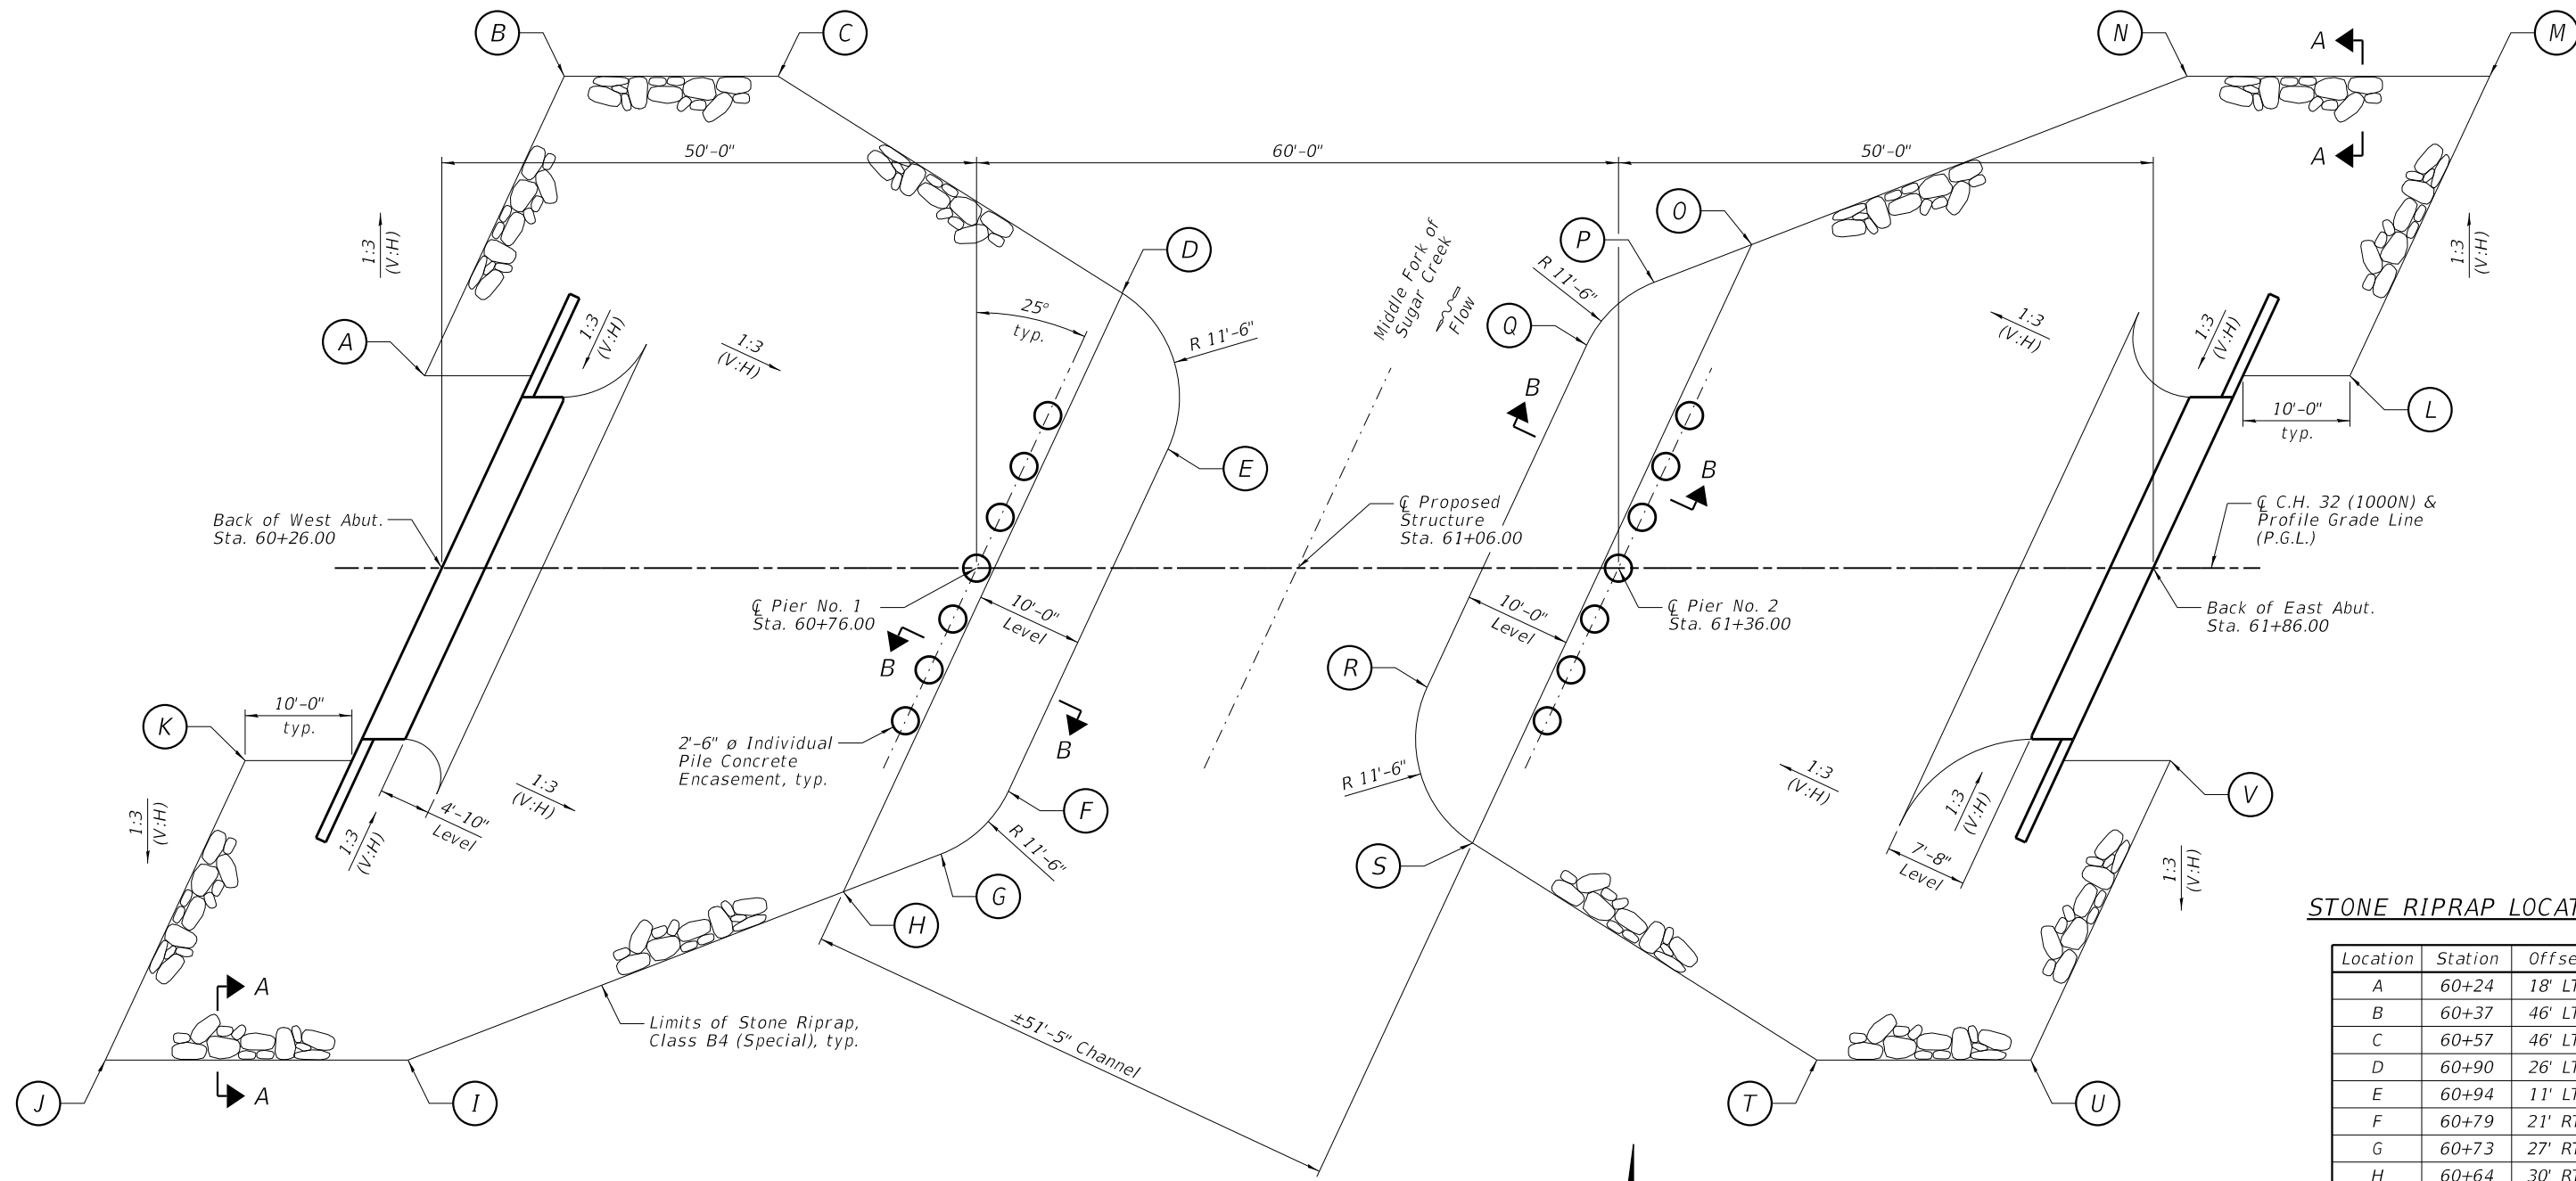 B
C
N
A
M
50'-0"
60'-0"
50'-0"
A
1:3
(V:H)
O
P
D
R 11'-6"
Middle Fork of
Sugar Creek
Flow
1:3
(V:H)
25°
typ.
Q
A
1:3
(V:H)
1:3
(V:H)
R 11'-6"
1:3
(V:H)
1:3
(V:H)
B
10'-0"
typ.
L
E
B
Back of West Abut.
Sta. 60+26.00
℄ Proposed
Structure
Sta. 61+06.00
℄ C.H. 32 (1000N) &
Profile Grade Line
(P.G.L.)
℄ Pier No. 1
Sta. 60+76.00
10'-0"
Level
10'-0"
Level
℄ Pier No. 2
Sta. 61+36.00
Back of East Abut.
Sta. 61+86.00
B
R
K
10'-0"
typ.
2'-6" ø Individual
Pile Concrete
Encasement, typ.
B
R 11'-6"
1:3
(V:H)
V
1:3
(V:H)
4'-10"
Level
1:3
(V:H)
1:3
(V:H)
F
R 11'-6"
S
1:3
(V:H)
7'-8"
Level
1:3
(V:H)
G
H
A
Limits of Stone Riprap,
Class B4 (Special), typ.
±51'-5" Channel
A
J
I
T
U
STONE RIPRAP LOCAT
Location Station Offse
A 60+24 18' LT
B 60+37 46' LT
C 60+57 46' LT
D 60+90 26' LT
E 60+94 11' LT
F 60+79 21' RT
G 60+73 27' RT
H 60+64 30' RT